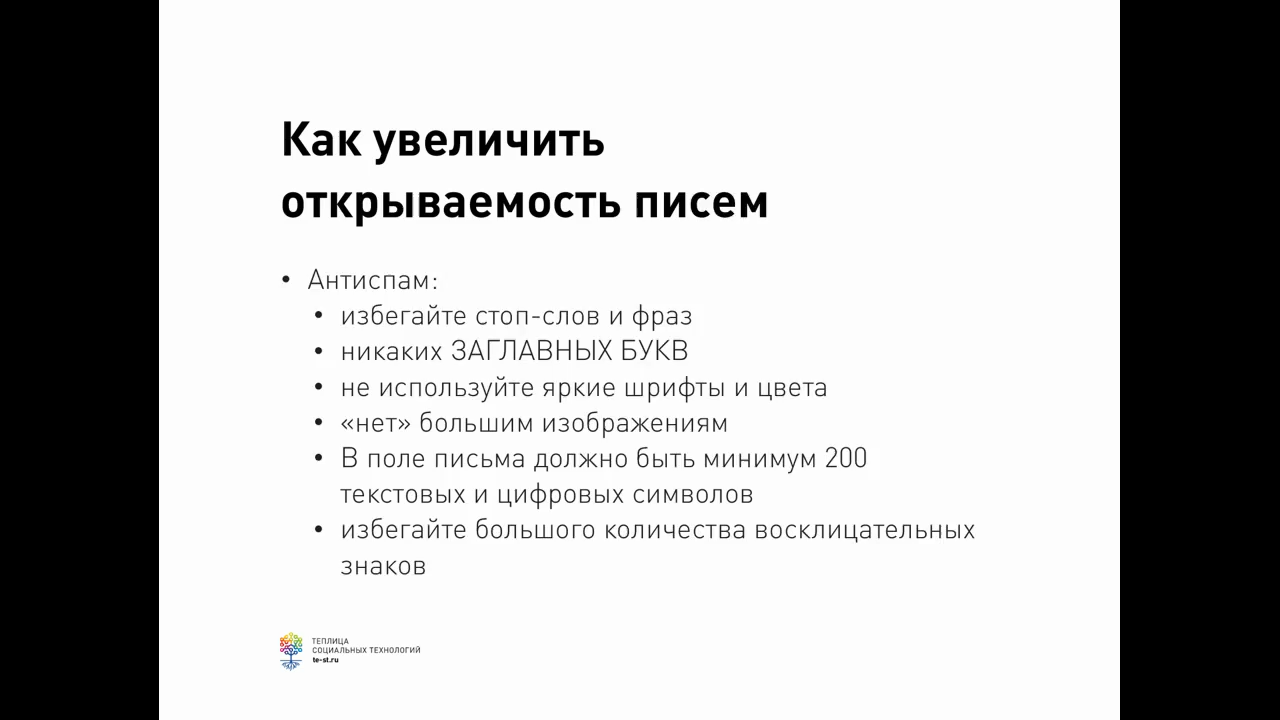 Как увеличить
открываемость писем
• Антиспам:
• избегайте стоп-слов и фраз
• никаких ЗАГЛАВНЫХ БУКВ
• не используйте яркие шрифты и цвета
• «нет» большим изображениям
• В поле письма должно быть минимум 200
текстовых и цифровых символов
• избегайте большого количества восклицательных
знаков
ТЕПЛИЦА
СОЦИАЛЬНЫХ ТЕХНОЛОГИЙ
te-st.ru